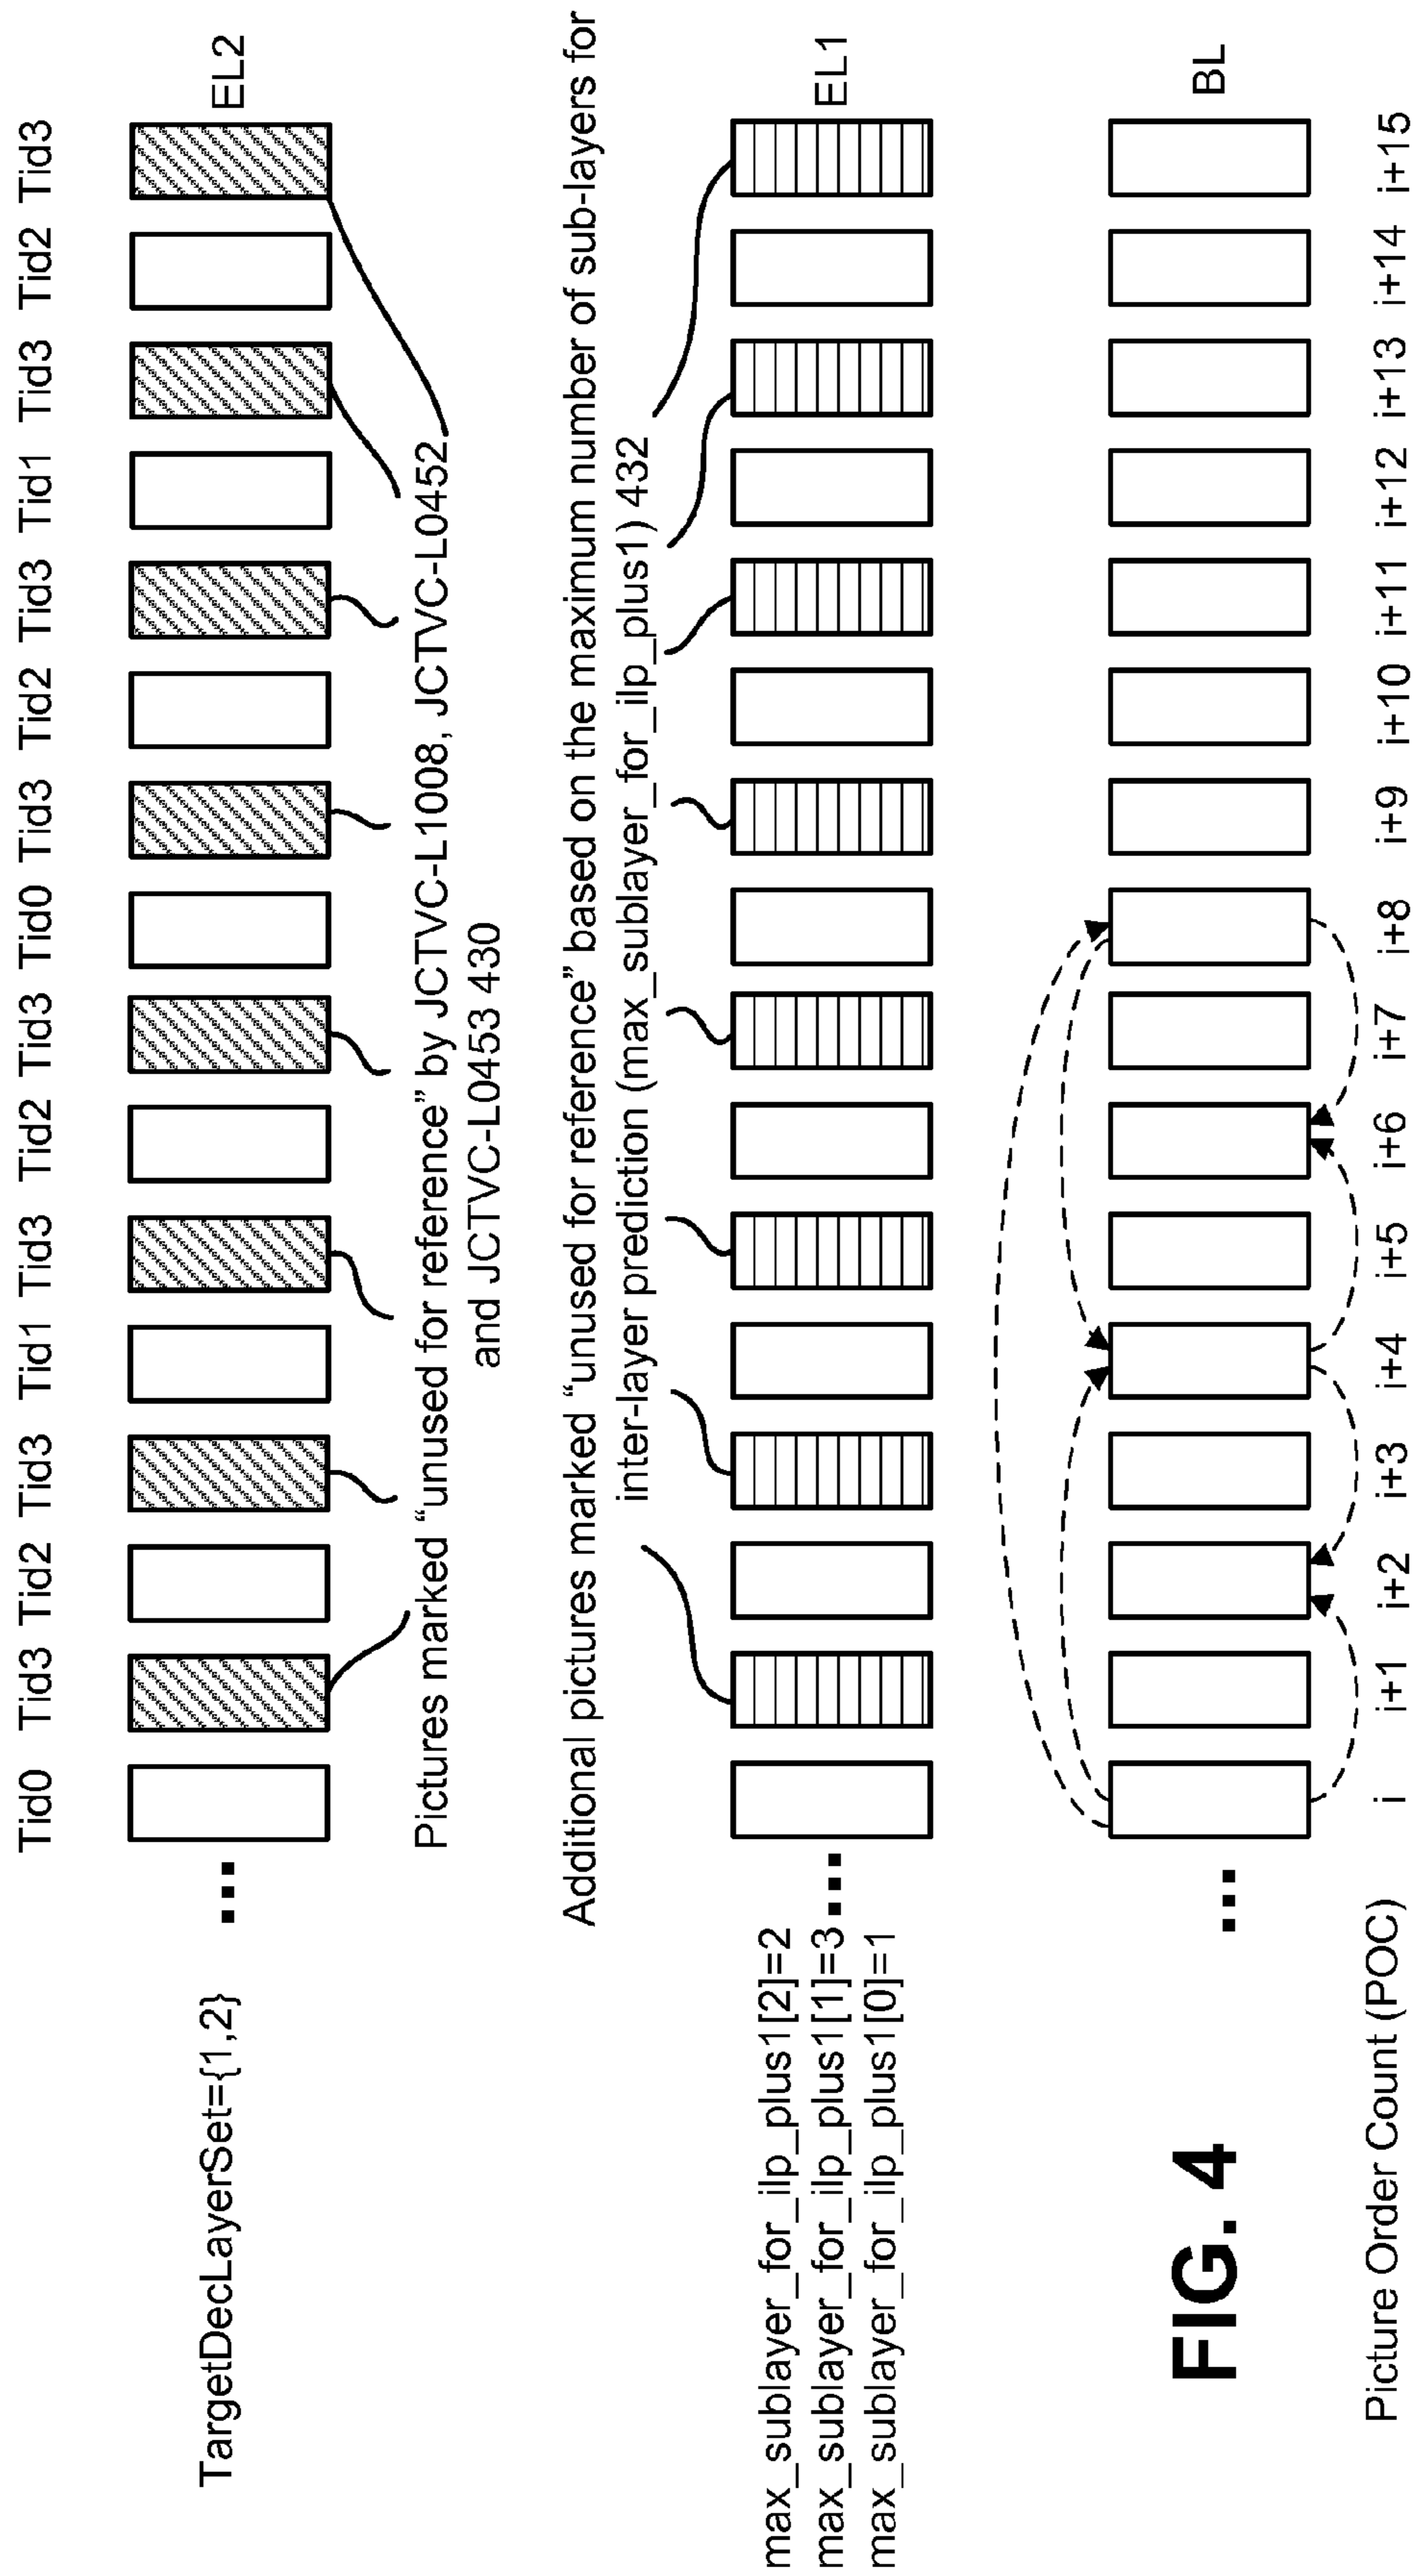 Tid0 Tid3 Tid2 Tid3 Tid1 Tid3 Tid2 Tid3 Tid0 Tid3 Tid2 Tid3 Tid1 Tid3 Tid2 Tid3
TargetDecLayerSet={1,2}
...
EL2
Pictures marked “unused for reference” by JCTVC-L1008, JCTVC-L0452
and JCTVC-L0453 430
Additional pictures marked “unused for reference” based on the maximum number of sub-layers for
inter-layer prediction (max_sublayer_for_ilp_plus1) 432
max_sublayer_for_ilp_plus1[2]=2
max_sublayer_for_ilp_plus1[1]=3
max_sublayer_for_ilp_plus1[0]=1
...
EL1
...
BL
FIG. 4
Picture Order Count (POC)
i i+1 i+2 i+3 i+4 i+5 i+6 i+7 i+8 i+9 i+10 i+11 i+12 i+13 i+14 i+15